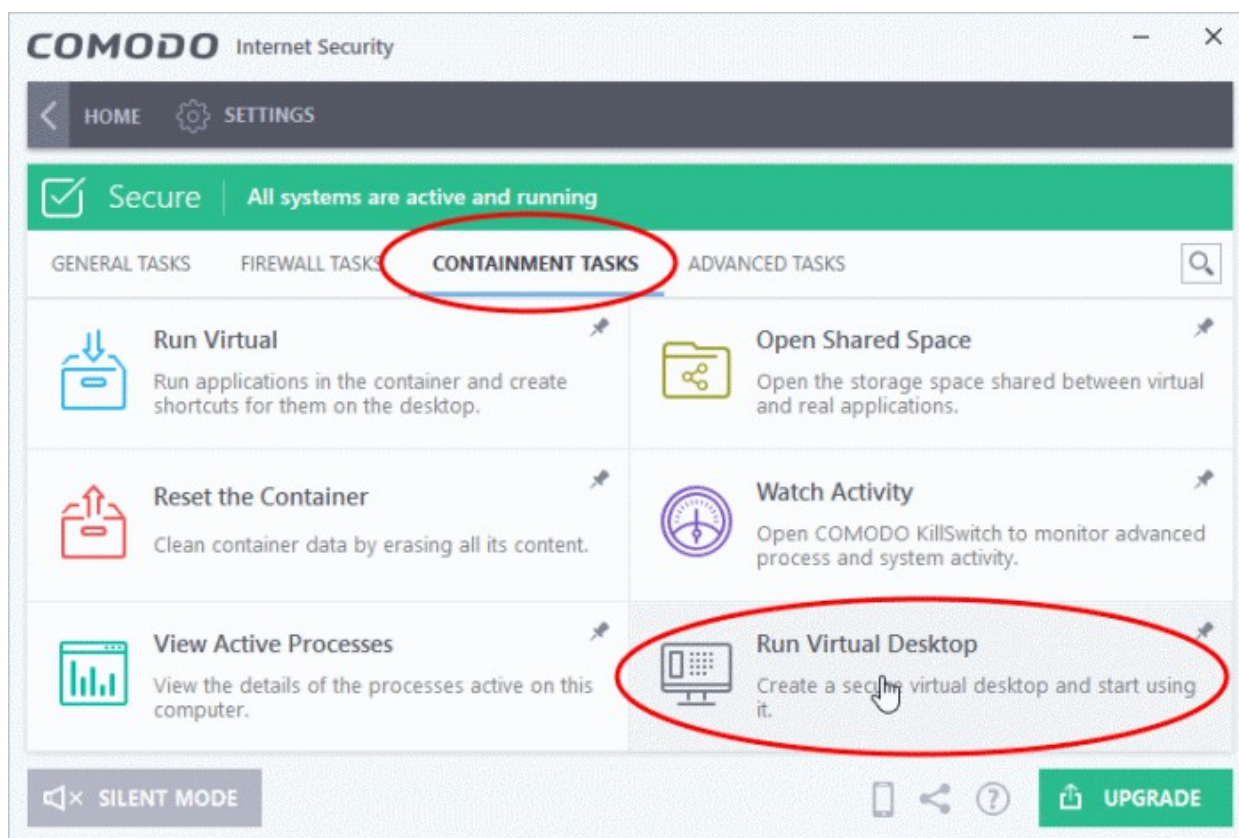 COMODO Internet Security
HOME SETTINGS
Secure All systems are active and running
GENERAL TASKS FIREWALL TASKS CONTAINMENT TASKS ADVANCED TASKS
Run Virtual
Run applications in the container and create
shortcuts for them on the desktop.
Open Shared Space
Open the storage space shared between virtual
and real applications.
Reset the Container
Clean container data by erasing all its content.
Watch Activity
Open COMODO KillSwitch to monitor advanced
process and system activity.
View Active Processes
View the details of the processes active on this
computer.
Run Virtual Desktop
Create a secure virtual desktop and start using
it.
SILENT MODE
UPGRADE